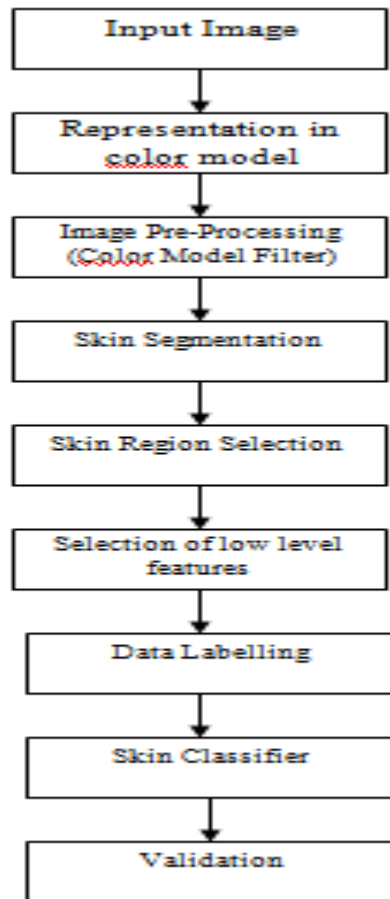 Input Image
Representation in
color model
Image Pre-Processing
(Color Model Filter)
Skin Segmentation
Skin Region Selection
Selection of low level
features
Data Labelling
Skin Classifier
Validation